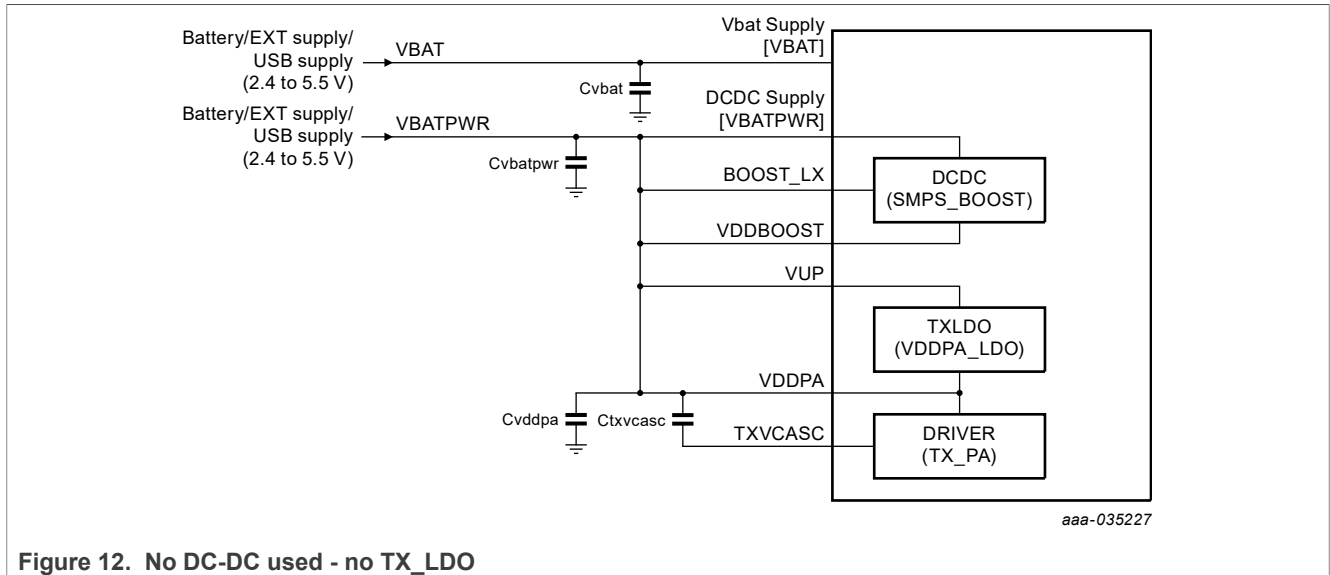 Battery/EXT supply/
USB supply
(2.4 to 5.5 V)
VBAT
Vbat Supply
[VBAT]
Cvbat
Battery/EXT supply/
USB supply
(2.4 to 5.5 V)
VBATPWR
DCDC Supply
[VBATPWR]
Cvbatpwr
BOOST_LX
DCDC
(SMPS_BOOST)
VDDBOOST
VUP
TXLDO
(VDDPA_LDO)
VDDPA
Cvddpa
Ctxvcasc
TXVCASC
DRIVER
(TX_PA)
aaa-035227
Figure 12. No DC-DC used - no TX_LDO